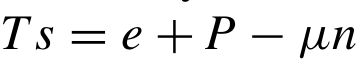 Ts = e + P − μn